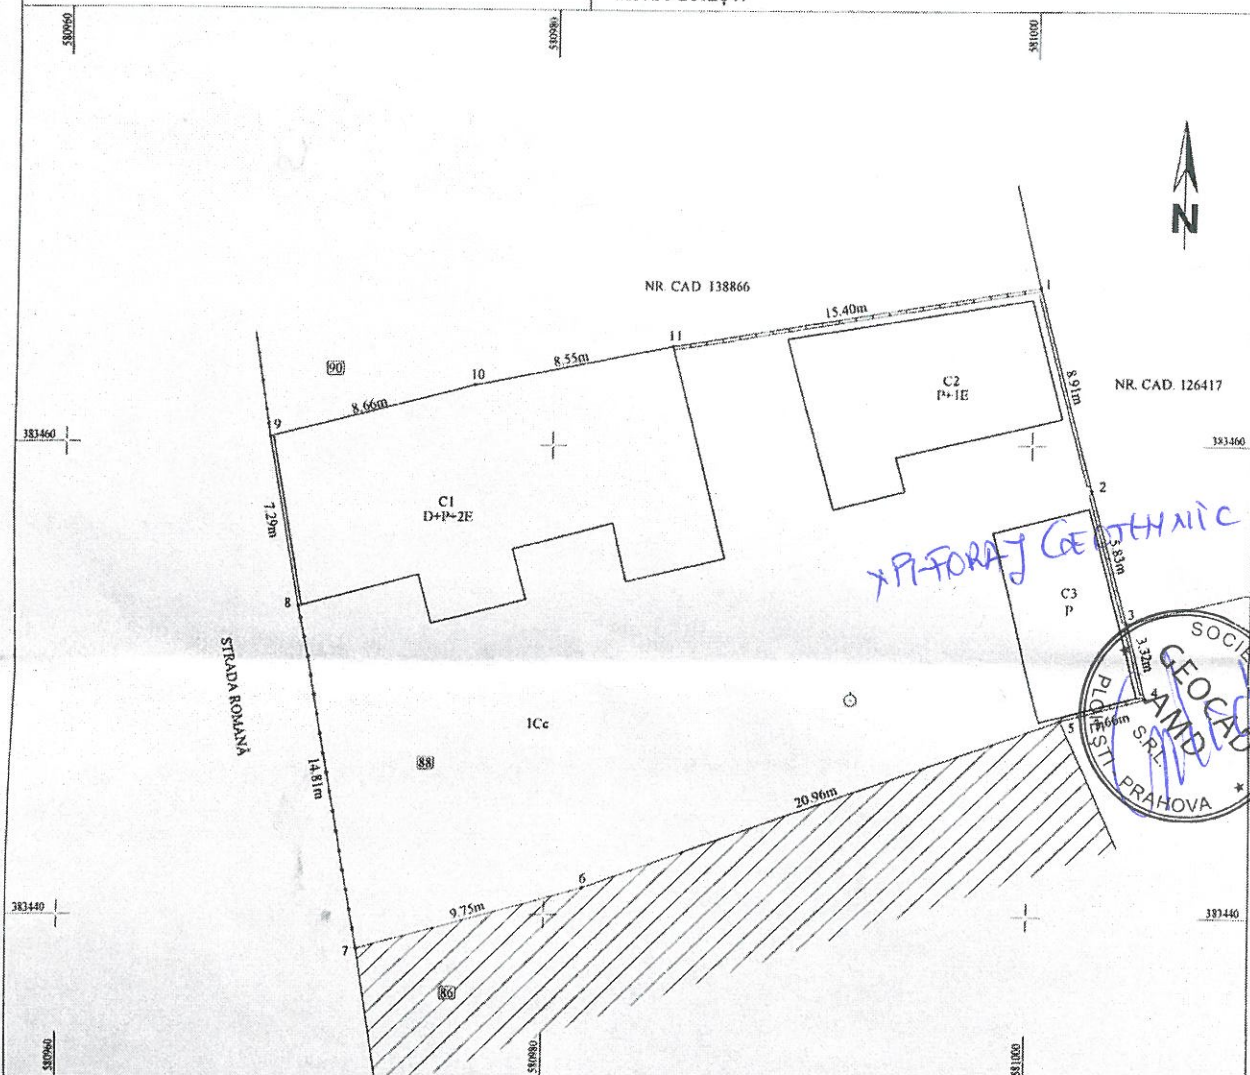 580960
580980
581000
N
NR. CAD 138866
15.40m
1
11
8.55m
10
90
8.66m
C2
P+1E
8.91m
NR. CAD. 126417
9
383460
383460
7.29m
C1
D+P+2E
2
x P1-FORAJ GEOTEHNIC
5.83m
C3
P
8
3
3.32m
4
STRADA ROMANĂ
1Cc
5
88
14.81m
20.96m
SOCIE
GEOCAD
AMD
S.R.L.
PLOIESTI
PRAHOVA
6
383440
9.75m
383440
7
86
580960
580980
581000